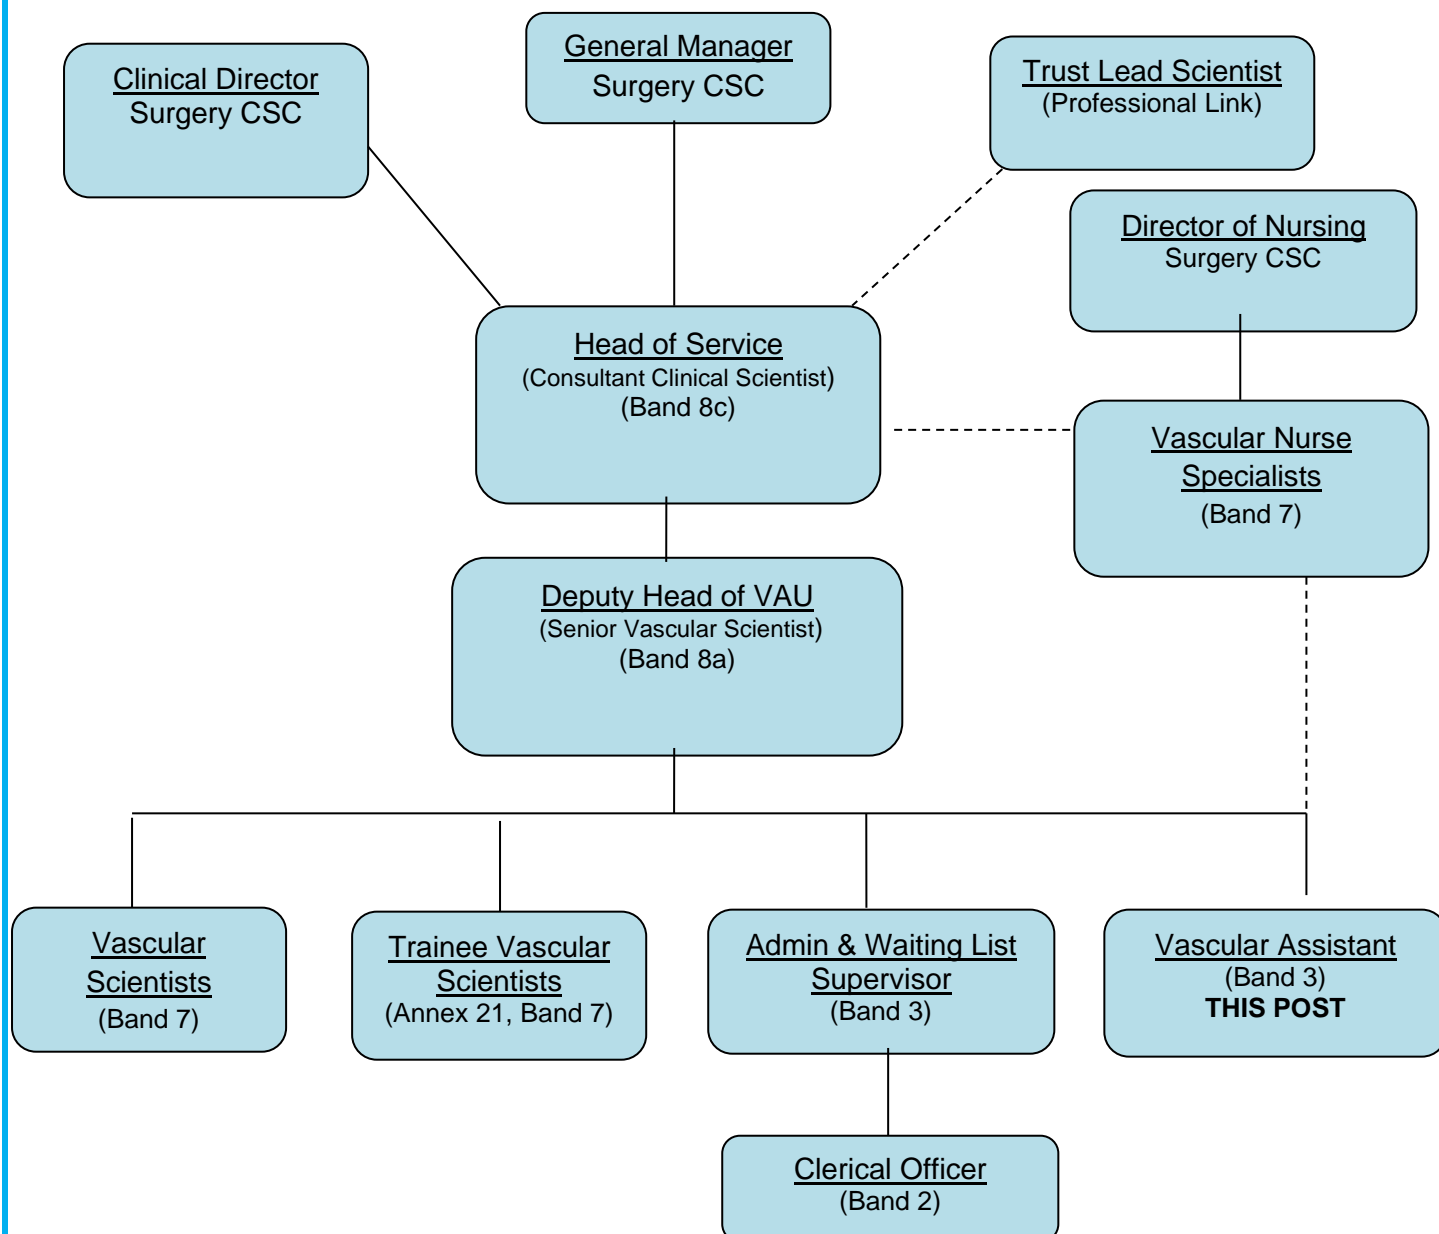 Clinical Director
Surgery CSC
General Manager
Surgery CSC
Trust Lead Scientist
(Professional Link)
Director of Nursing
Surgery CSC
Head of Service
(Consultant Clinical Scientist)
(Band 8c)
Vascular Nurse
Specialists
(Band 7)
Deputy Head of VAU
(Senior Vascular Scientist)
(Band 8a)
Vascular
Scientists
(Band 7)
Trainee Vascular
Scientists
(Annex 21, Band 7)
Admin & Waiting List
Supervisor
(Band 3)
Vascular Assistant
(Band 3)
THIS POST
Clerical Officer
(Band 2)